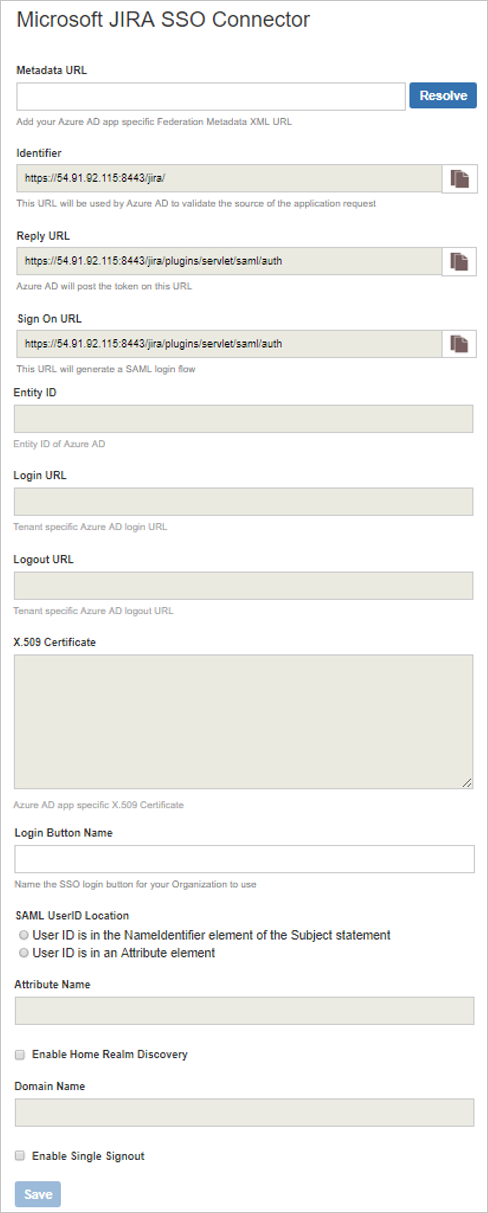 Microsoft JIRA SSO Connector
Metadata URL
Resolve
Add your Azure AD app specific Federation Metadata XML URL
Identifier
https://54.91.92.115:8443/jira/
This URL will be used by Azure AD to validate the source of the application request
Reply URL
https://54.91.92.115:8443/jira/plugins/servlet/saml/auth
Azure AD will post the token on this URL
Sign On URL
https://54.91.92.115:8443/jira/plugins/servlet/saml/auth
This URL will generate a SAML login flow
Entity ID
Entity ID of Azure AD
Login URL
Tenant specific Azure AD login URL
Logout URL
Tenant specific Azure AD logout URL
X.509 Certificate
Azure AD app specific X.509 Certificate
Login Button Name
Name the SSO login button for your Organization to use
SAML UserID Location
User ID is in the NameIdentifier element of the Subject statement
User ID is in an Attribute element
Attribute Name
Enable Home Realm Discovery
Domain Name
Enable Single Signout
Save